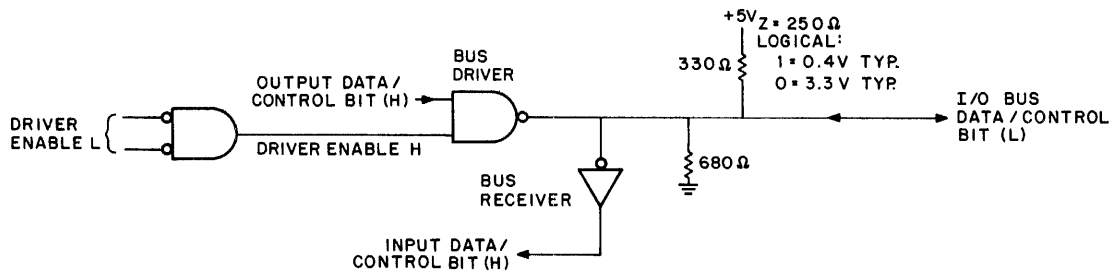 +5V
Z = 250Ω
LOGICAL:
1 = 0.4V TYP.
0 = 3.3 V TYP.
330Ω
BUS
DRIVER
OUTPUT DATA/
CONTROL BIT (H)
DRIVER
ENABLE L
DRIVER ENABLE H
I/O BUS
DATA/CONTROL
BIT (L)
680Ω
BUS
RECEIVER
INPUT DATA/
CONTROL BIT (H)